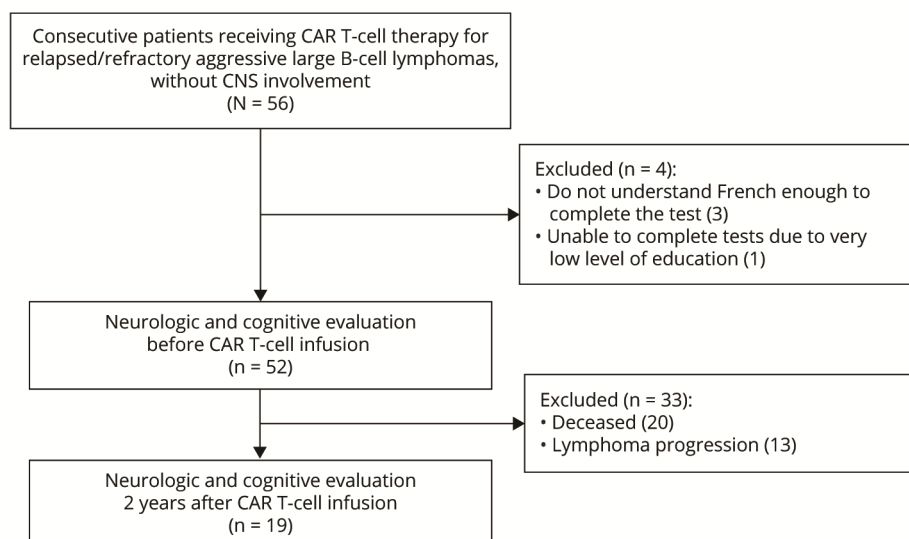 Consecutive patients receiving CAR T-cell therapy for
relapsed/refractory aggressive large B-cell lymphomas,
without CNS involvement
(N = 56)
Excluded (n = 4):
• Do not understand French enough to
complete the test (3)
• Unable to complete tests due to very
low level of education (1)
Neurologic and cognitive evaluation
before CAR T-cell infusion
(n = 52)
Excluded (n = 33):
• Deceased (20)
• Lymphoma progression (13)
Neurologic and cognitive evaluation
2 years after CAR T-cell infusion
(n = 19)